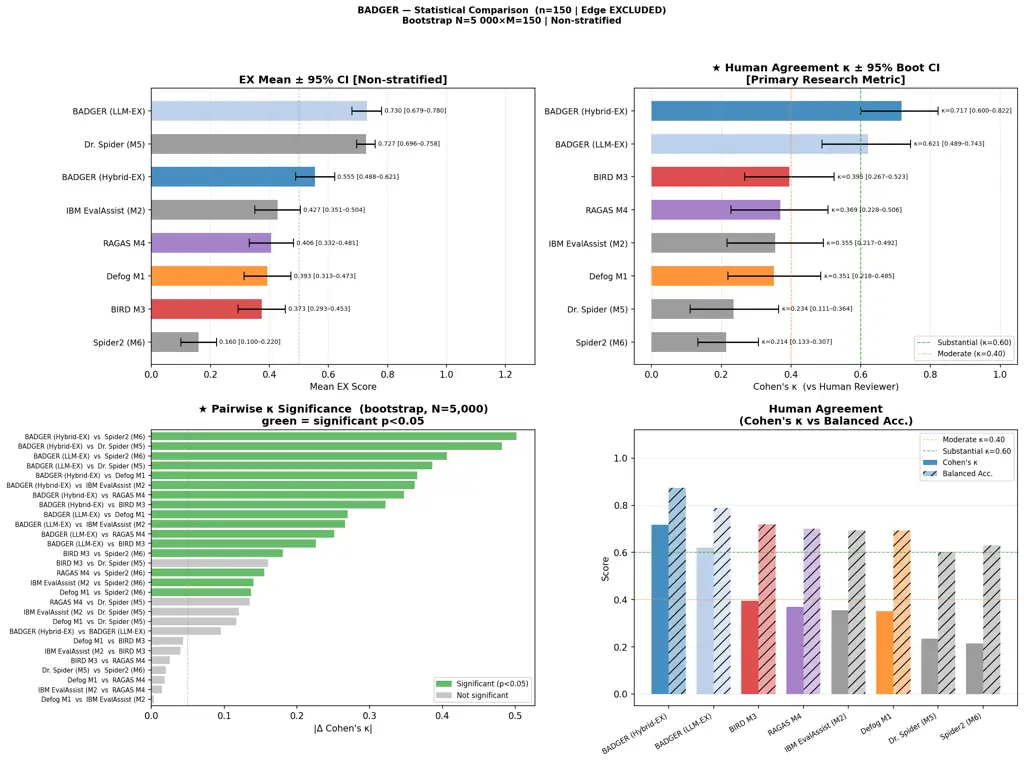 BADGER — Statistical Comparison (n=150 | Edge EXCLUDED)
Bootstrap N=5 000×M=150 | Non-stratified
EX Mean ± 95% CI [Non-stratified]
BADGER (LLM-EX)
0.730 [0.679–0.780]
Dr. Spider (M5)
0.727 [0.696–0.758]
BADGER (Hybrid-EX)
0.555 [0.488–0.621]
IBM EvalAssist (M2)
0.427 [0.351–0.504]
RAGAS M4
0.406 [0.332–0.481]
Defog M1
0.393 [0.313–0.473]
BIRD M3
0.373 [0.293–0.453]
Spider2 (M6)
0.160 [0.100–0.220]
0.0 0.2 0.4 0.6 0.8 1.0 1.2
Mean EX Score
★ Human Agreement κ ± 95% Boot CI
[Primary Research Metric]
BADGER (Hybrid-EX)
κ=0.717 [0.600–0.822]
BADGER (LLM-EX)
κ=0.621 [0.489–0.743]
BIRD M3
κ=0.395 [0.267–0.523]
RAGAS M4
κ=0.369 [0.228–0.506]
IBM EvalAssist (M2)
κ=0.355 [0.217–0.492]
Defog M1
κ=0.351 [0.218–0.485]
Dr. Spider (M5)
κ=0.234 [0.111–0.364]
Spider2 (M6)
κ=0.214 [0.133–0.307]
Substantial (κ=0.60)
Moderate (κ=0.40)
0.0 0.2 0.4 0.6 0.8 1.0
Cohen's κ (vs Human Reviewer)
★ Pairwise κ Significance (bootstrap, N=5,000)
green = significant p<0.05
BADGER (Hybrid-EX) vs Spider2 (M6)
BADGER (Hybrid-EX) vs Dr. Spider (M5)
BADGER (LLM-EX) vs Spider2 (M6)
BADGER (LLM-EX) vs Dr. Spider (M5)
BADGER (Hybrid-EX) vs Defog M1
BADGER (Hybrid-EX) vs IBM EvalAssist (M2
BADGER (Hybrid-EX) vs RAGAS M4
BADGER (Hybrid-EX) vs BIRD M3
BADGER (LLM-EX) vs Defog M1
BADGER (LLM-EX) vs IBM EvalAssist (M2
BADGER (LLM-EX) vs RAGAS M4
BADGER (LLM-EX) vs BIRD M3
BIRD M3 vs Spider2 (M6)
BIRD M3 vs Dr. Spider (M5)
RAGAS M4 vs Spider2 (M6)
IBM EvalAssist (M2 vs Spider2 (M6)
Defog M1 vs Spider2 (M6)
RAGAS M4 vs Dr. Spider (M5)
IBM EvalAssist (M2 vs Dr. Spider (M5)
Defog M1 vs Dr. Spider (M5)
BADGER (Hybrid-EX) vs BADGER (LLM-EX)
Defog M1 vs BIRD M3
IBM EvalAssist (M2 vs BIRD M3
BIRD M3 vs RAGAS M4
Dr. Spider (M5) vs Spider2 (M6)
Defog M1 vs RAGAS M4
IBM EvalAssist (M2 vs RAGAS M4
Defog M1 vs IBM EvalAssist (M2
Significant (p<0.05)
Not significant
0.0 0.1 0.2 0.3 0.4 0.5
|Δ Cohen's κ|
Human Agreement
(Cohen's κ vs Balanced Acc.)
Moderate κ=0.40
Substantial κ=0.60
Cohen's κ
Balanced Acc.
1.0
0.8
0.6
0.4
0.2
0.0
Score
BADGER (Hybrid-EX)
BADGER (LLM-EX)
BIRD M3
RAGAS M4
IBM EvalAssist (M2)
Defog M1
Dr. Spider (M5)
Spider2 (M6)